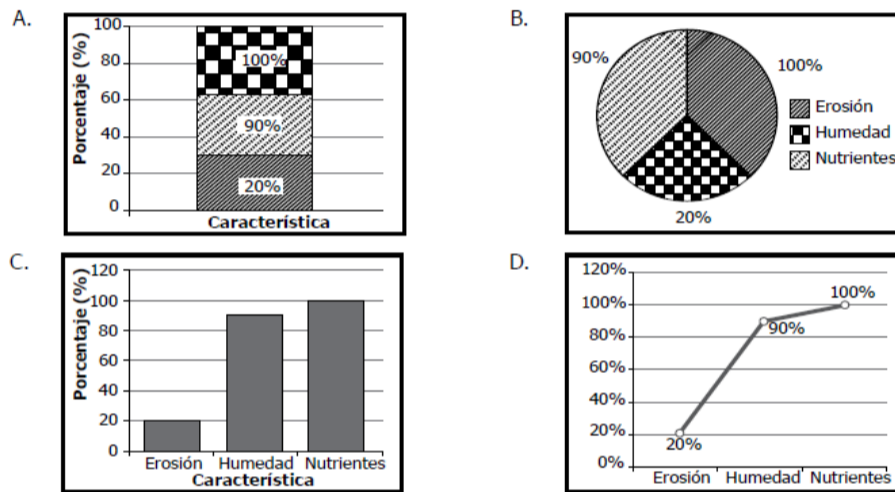 A.
Porcentaje (%)
100
80
60
40
20
0
100%
90%
20%
Característica
B.
90%
100%
20%
Erosión
Humedad
Nutrientes
C.
Porcentaje (%)
120
100
80
60
40
20
0
Erosión Humedad Nutrientes
Característica
D.
120%
100%
80%
60%
40%
20%
0%
20%
90%
100%
Erosión Humedad Nutrientes